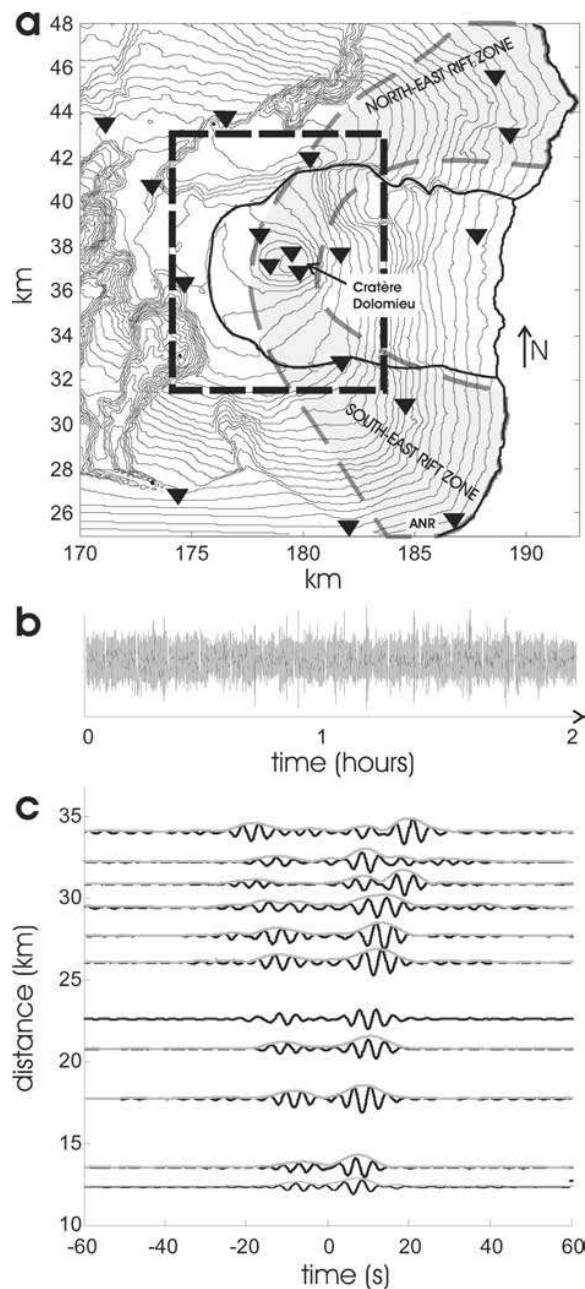 a
48
46
44
42
40
38
36
34
32
30
28
26
km
NORTH-EAST RIFT ZONE
Cratère
Dolomieu
N
SOUTH-EAST RIFT ZONE
ANR
170 175 180 185 190
km
b
0 1 2
time (hours)
c
35
30
25
20
15
10
distance (km)
-60 -40 -20 0 20 40 60
time (s)